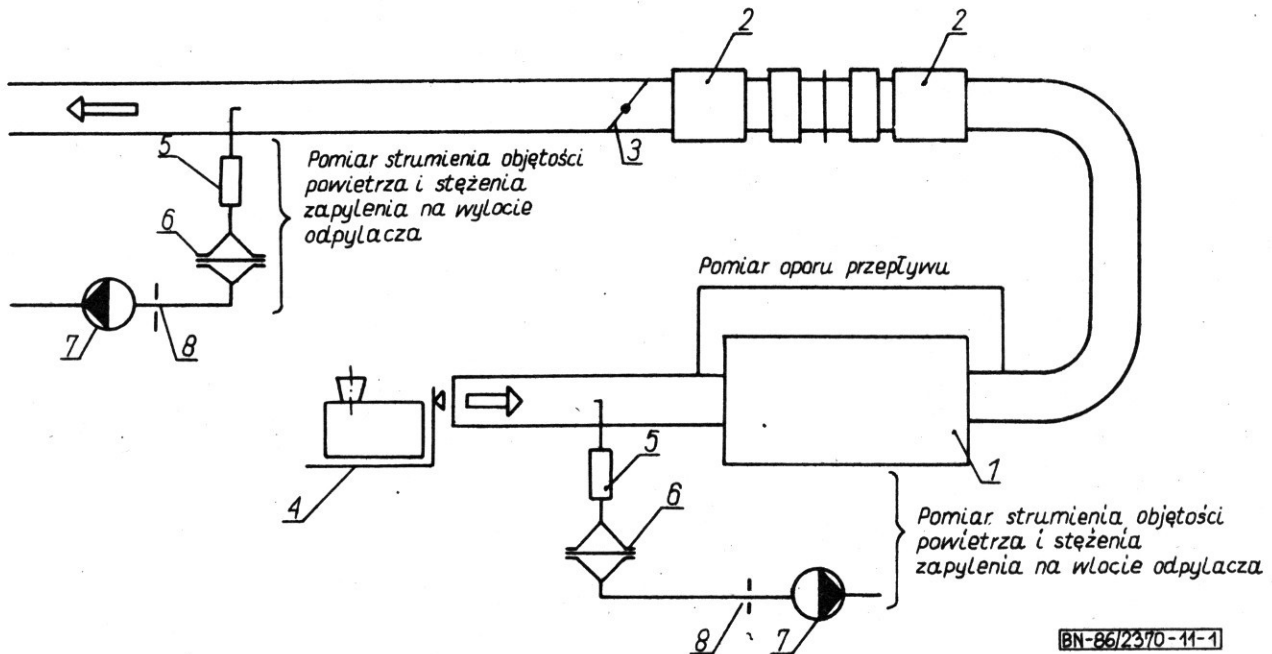 2
2
3
5
Pomiar strumienia objętości
powietrza i stężenia
zapylenia na wylocie
odpylacza
6
7
8
Pomiar oporu przepływu
4
5
1
6
Pomiar strumienia objętości
powietrza i stężenia
zapylenia na wlocie odpylacza
8
7
BN-86/2370-11-1